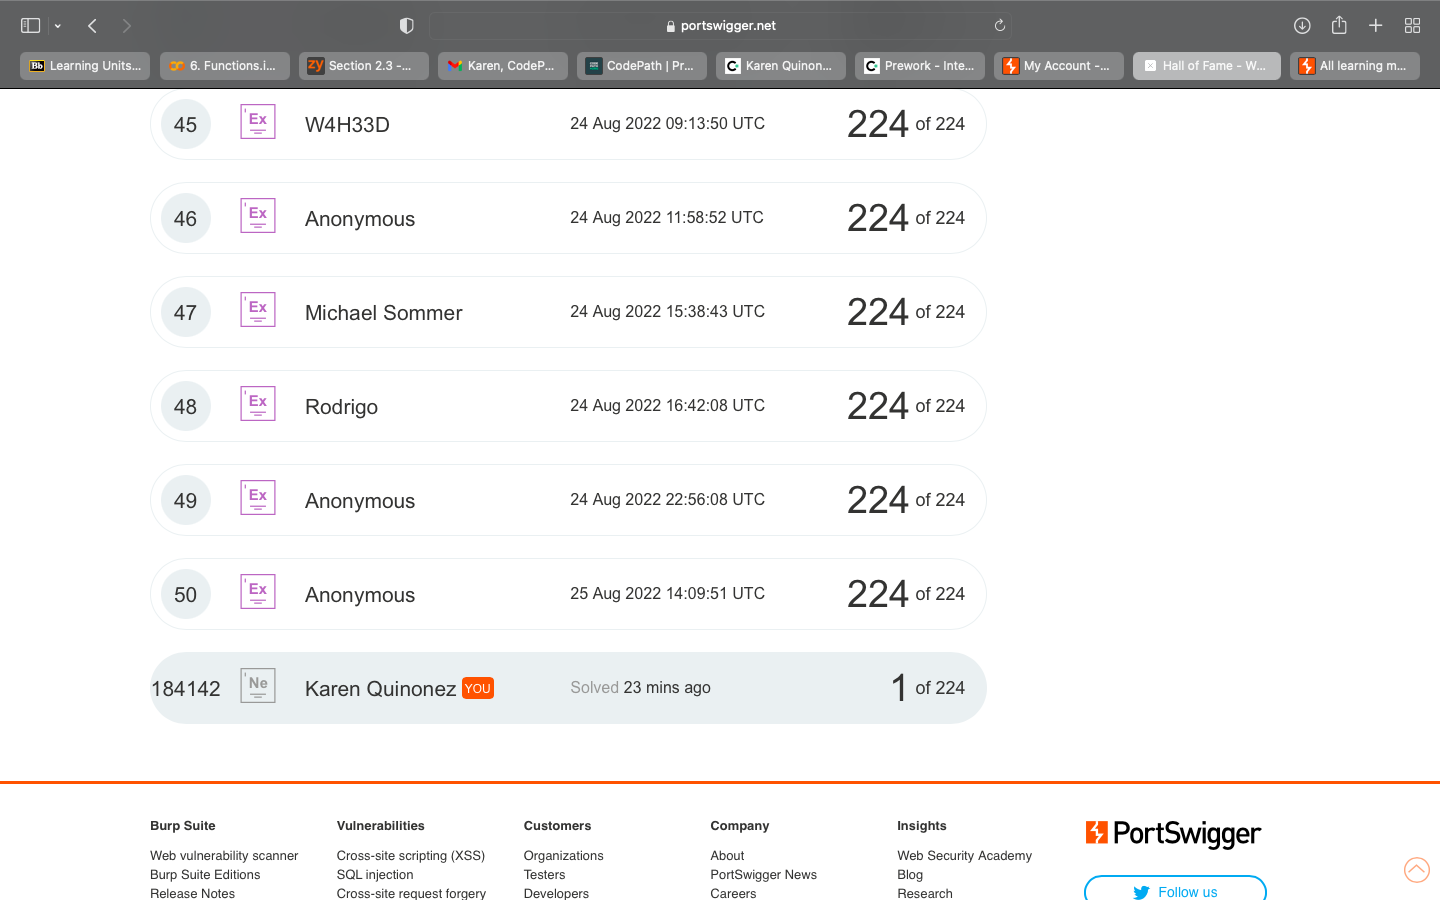 portswigger.net
Bb Learning Units...
6. Functions.i...
zy Section 2.3 -...
Karen, CodeP...
CodePath | Pr...
Karen Quinon...
Prework - Inte...
My Account -...
Hall of Fame - W...
All learning m...
45 Ex W4H33D 24 Aug 2022 09:13:50 UTC 224 of 224
46 Ex Anonymous 24 Aug 2022 11:58:52 UTC 224 of 224
47 Ex Michael Sommer 24 Aug 2022 15:38:43 UTC 224 of 224
48 Ex Rodrigo 24 Aug 2022 16:42:08 UTC 224 of 224
49 Ex Anonymous 24 Aug 2022 22:56:08 UTC 224 of 224
50 Ex Anonymous 25 Aug 2022 14:09:51 UTC 224 of 224
184142 Ne Karen Quinonez YOU Solved 23 mins ago 1 of 224
Burp Suite
Web vulnerability scanner
Burp Suite Editions
Release Notes
Vulnerabilities
Cross-site scripting (XSS)
SQL injection
Cross-site request forgery
Customers
Organizations
Testers
Developers
Company
About
PortSwigger News
Careers
Insights
Web Security Academy
Blog
Research
PortSwigger
Follow us